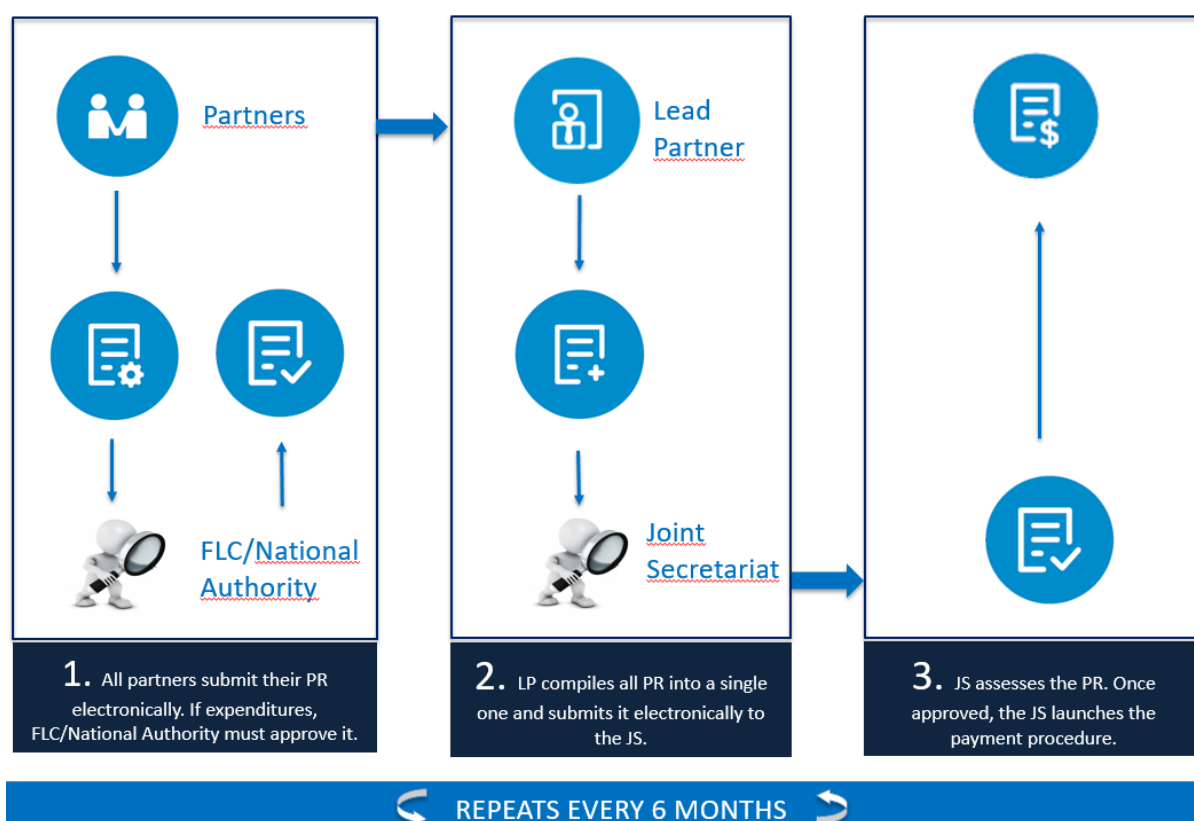 Partners
FLC/National
Authority
1. All partners submit their PR
electronically. If expenditures,
FLC/National Authority must approve it.
Lead
Partner
Joint
Secretariat
2. LP compiles all PR into a single
one and submits it electronically to
the JS.
$
3. JS assesses the PR. Once
approved, the JS launches the
payment procedure.
REPEATS EVERY 6 MONTHS